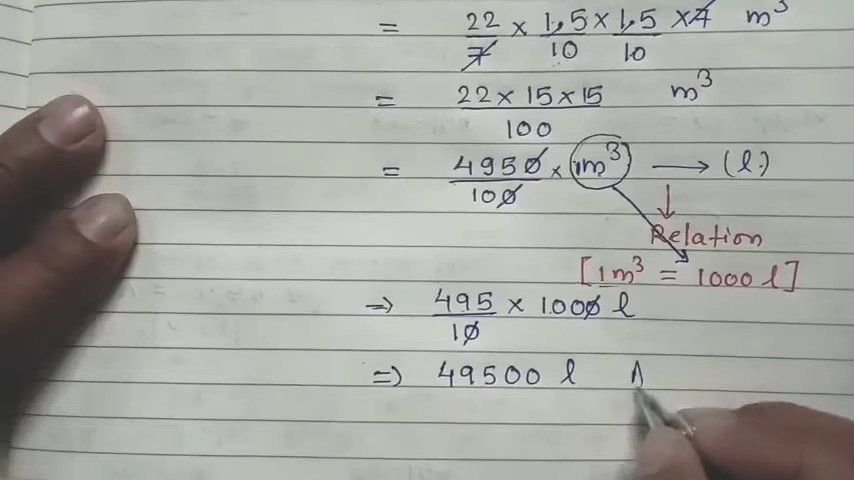 = 22/7 × 1,5/10 × 1,5/10 × 7 m³
= 22 × 15 × 15/100 m³
= 4950/100 × 1m³ → (l.)
↓
Relation
[1m³ = 1000 l]
⇒ 495/10 × 1000 l
⇒ 49500 l A